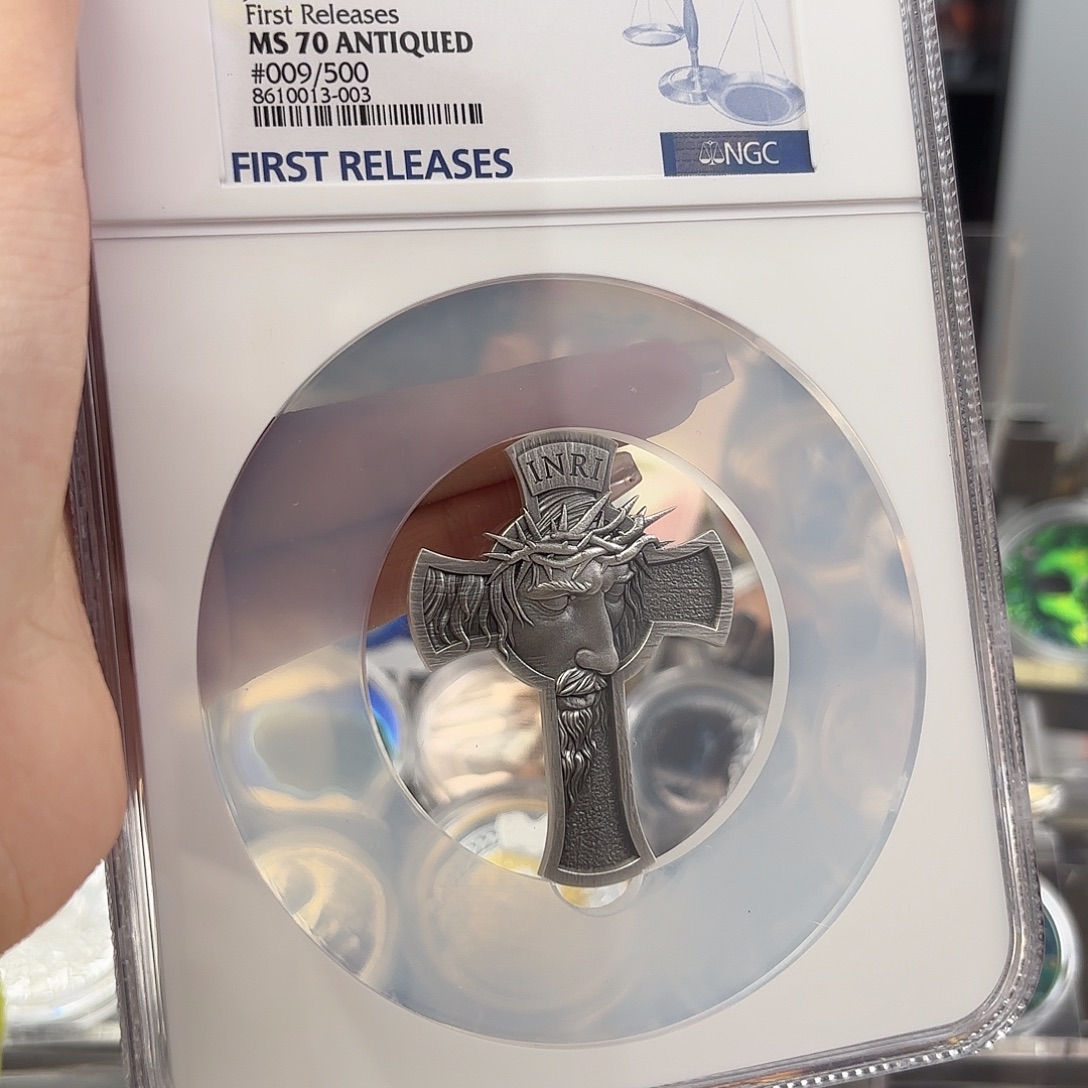 First Releases
MS 70 ANTIQUED
#009/500
8610013-003
FIRST RELEASES
NGC
INRI